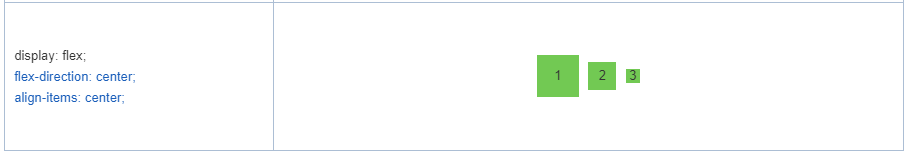 display: flex;
flex-direction: center;
align-items: center;
1 2 3